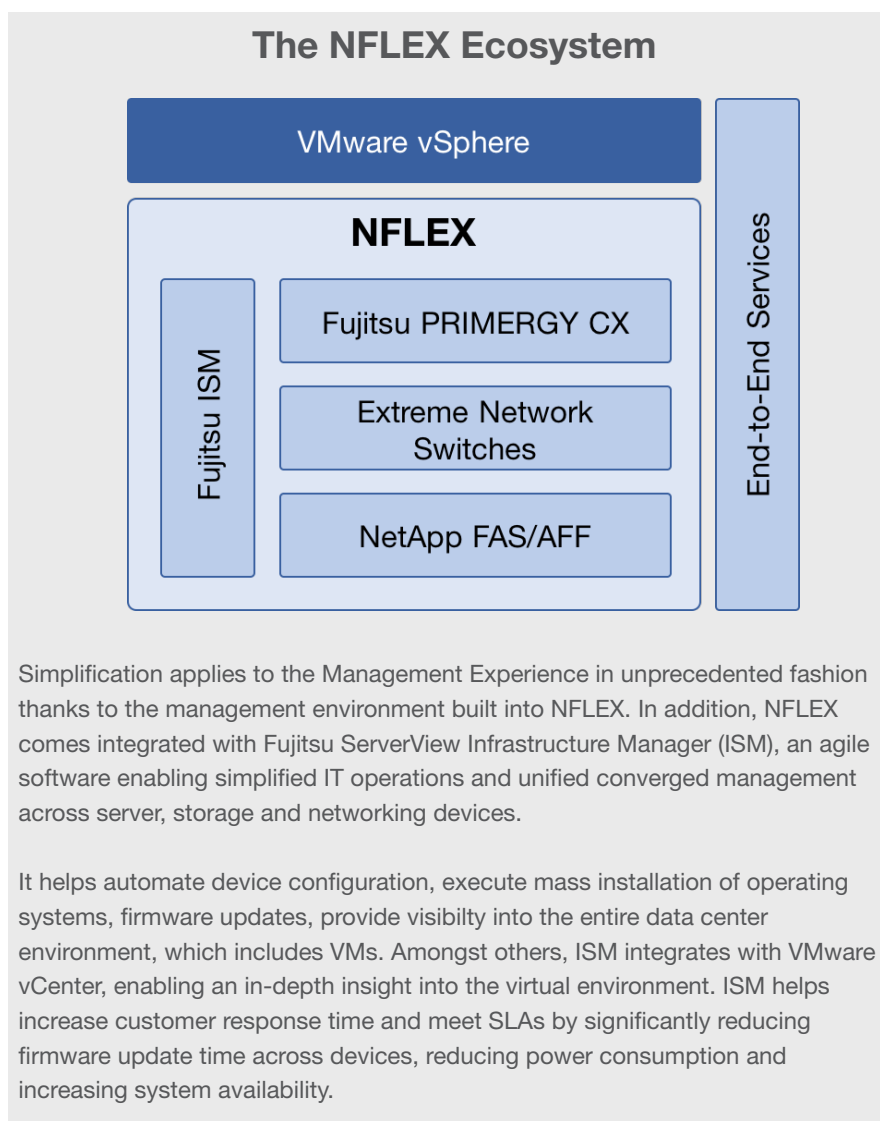 The NFLEX Ecosystem
VMware vSphere
NFLEX
Fujitsu ISM
Fujitsu PRIMERGY CX
Extreme Network
Switches
NetApp FAS/AFF
End-to-End Services
Simplification applies to the Management Experience in unprecedented fashion
thanks to the management environment built into NFLEX. In addition, NFLEX
comes integrated with Fujitsu ServerView Infrastructure Manager (ISM), an agile
software enabling simplified IT operations and unified converged management
across server, storage and networking devices.
It helps automate device configuration, execute mass installation of operating
systems, firmware updates, provide visibilty into the entire data center
environment, which includes VMs. Amongst others, ISM integrates with VMware
vCenter, enabling an in-depth insight into the virtual environment. ISM helps
increase customer response time and meet SLAs by significantly reducing
firmware update time across devices, reducing power consumption and
increasing system availability.